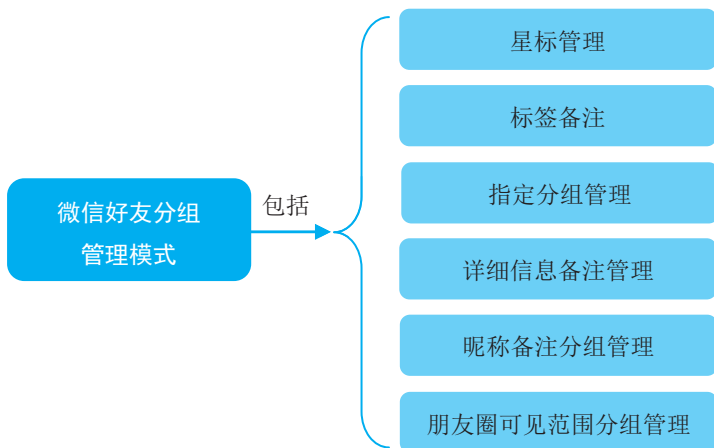 微信好友分组
管理模式
包括
星标管理
标签备注
指定分组管理
详细信息备注管理
昵称备注分组管理
朋友圈可见范围分组管理